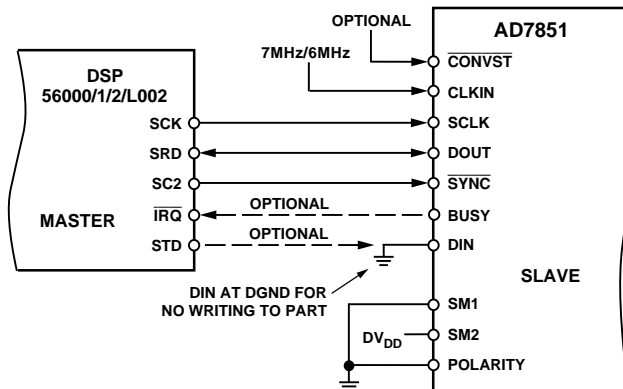 OPTIONAL
AD7851
7MHz/6MHz
DSP
56000/1/2/L002
CONVST
CLKIN
SCK
SCLK
SRD
DOUT
SC2
SYNC
MASTER
IRQ
OPTIONAL
BUSY
STD
OPTIONAL
DIN
SLAVE
DIN AT DGND FOR
NO WRITING TO PART
SM1
DVDD
SM2
POLARITY